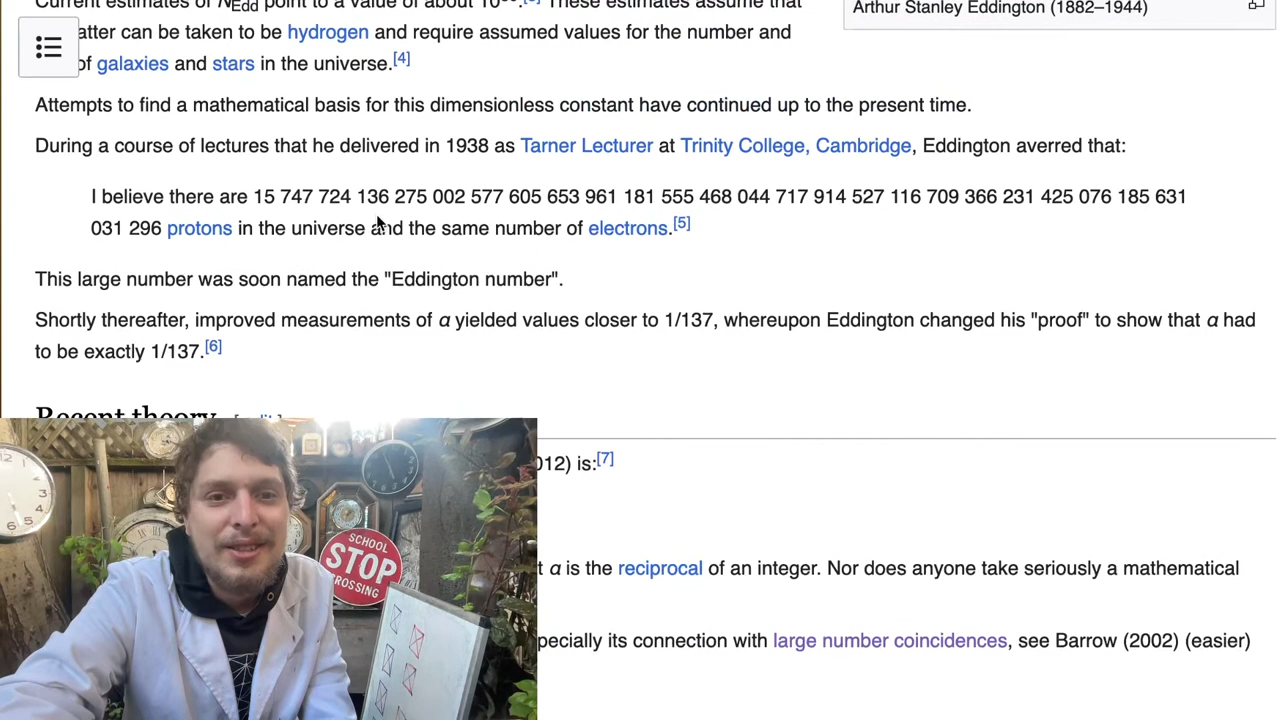 Current estimates of NEdd point to a value of about
Arthur Stanley Eddington (1882–1944)
[3] These estimates assume that
atter can be taken to be hydrogen and require assumed values for the number and
of galaxies and stars in the universe.[4]
Attempts to find a mathematical basis for this dimensionless constant have continued up to the present time.
During a course of lectures that he delivered in 1938 as Tarner Lecturer at Trinity College, Cambridge, Eddington averred that:
I believe there are 15 747 724 136 275 002 577 605 653 961 181 555 468 044 717 914 527 116 709 366 231 425 076 185 631
031 296 protons in the universe and the same number of electrons.[5]
This large number was soon named the "Eddington number".
Shortly thereafter, improved measurements of α yielded values closer to 1/137, whereupon Eddington changed his "proof" to show that α had
to be exactly 1/137.[6]
Recent theory [edit]
012) is:[7]
t α is the reciprocal of an integer. Nor does anyone take seriously a mathematical
pecially its connection with large number coincidences, see Barrow (2002) (easier)
SCHOOL
STOP
CROSSING